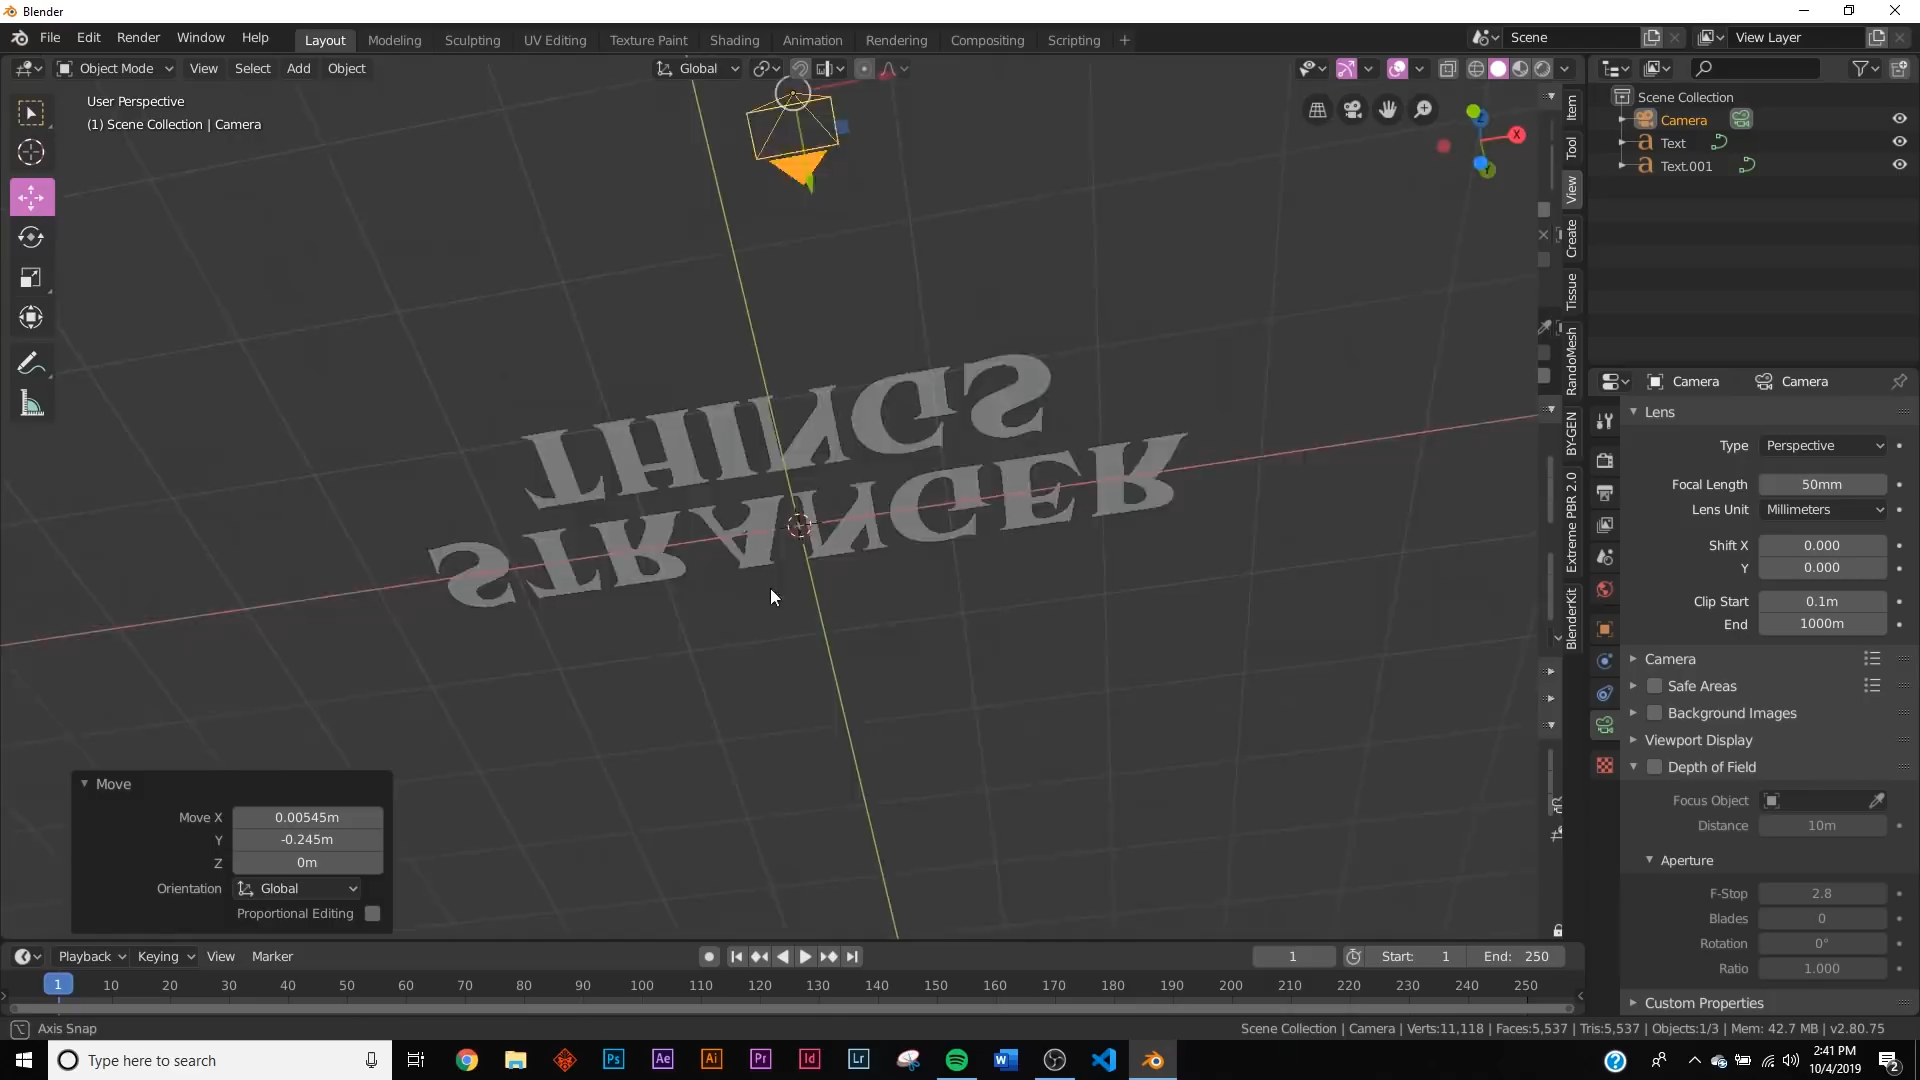 Blender
File Edit Render Window Help
Layout Modeling Sculpting UV Editing Texture Paint Shading Animation Rendering Compositing Scripting +
Scene
View Layer
Object Mode View Select Add Object
Global
User Perspective
(1) Scene Collection | Camera
X
Item
Tool
View
Create
Tissue
RandoMesh
BY-GEN
Extreme PBR 2.0
BlenderKit
Scene Collection
Camera
Text
Text.001
THINGS
STRANGER
Camera Camera
Lens
Type Perspective
Focal Length 50mm
Lens Unit Millimeters
Shift X 0.000
Y 0.000
Clip Start 0.1m
End 1000m
Camera
Safe Areas
Background Images
Viewport Display
Depth of Field
Focus Object
Distance 10m
Aperture
F-Stop 2.8
Blades 0
Rotation 0°
Ratio 1.000
Custom Properties
Move
Move X 0.00545m
Y -0.245m
Z 0m
Orientation Global
Proportional Editing
Playback Keying View Marker
1 Start: 1 End: 250
1 10 20 30 40 50 60 70 80 90 100 110 120 130 140 150 160 170 180 190 200 210 220 230 240 250
Axis Snap
Scene Collection | Camera | Verts:11,118 | Faces:5,537 | Tris:5,537 | Objects:1/3 | Mem: 42.7 MB | v2.80.75
Type here to search
Ps Ae Ai Pr Id Lr W
2:41 PM
10/4/2019
2